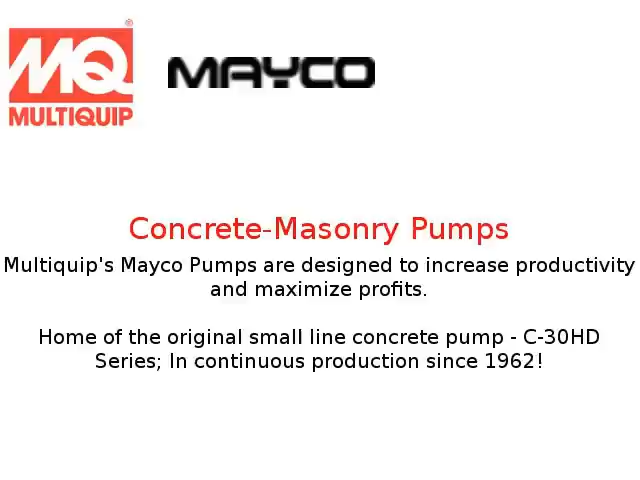 MQ®
MULTIQUIP
MAYCO
Concrete-Masonry Pumps
Multiquip's Mayco Pumps are designed to increase productivity
and maximize profits.
Home of the original small line concrete pump - C-30HD
Series; In continuous production since 1962!